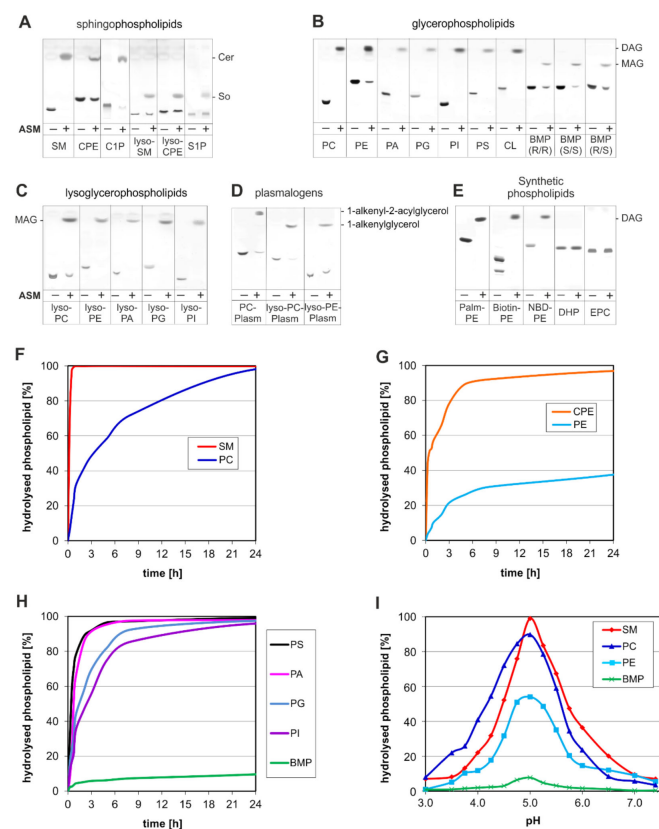 A
sphingophospholipids
Cer
So
ASM
– + – + – + – + – + – +
SM CPE C1P lyso-SM lyso-CPE S1P
B
glycerophospholipids
DAG
MAG
– + – + – + – + – + – + – + – + – + – +
PC PE PA PG PI PS CL BMP (R/R) BMP (S/S) BMP (R/S)
C
lysoglycerophospholipids
MAG
ASM
– + – + – + – + – +
lyso-PC lyso-PE lyso-PA lyso-PG lyso-PI
D
plasmalogens
1-alkenyl-2-acylglycerol
1-alkenylglycerol
– + – + – +
PC-Plasm lyso-PC-Plasm lyso-PE-Plasm
E
Synthetic
phospholipids
DAG
– + – + – + – + – +
Palm-PE Biotin-PE NBD-PE DHP EPC
F
hydrolysed phospholipid [%]
100
80
60
40
20
0
SM
PC
0 3 6 9 12 15 18 21 24
time [h]
G
hydrolysed phospholipid [%]
100
80
60
40
20
0
CPE
PE
0 3 6 9 12 15 18 21 24
time [h]
H
hydrolysed phospholipid [%]
100
80
60
40
20
0
PS
PA
PG
PI
BMP
0 3 6 9 12 15 18 21 24
time [h]
I
hydrolysed phospholipid [%]
100
80
60
40
20
0
SM
PC
PE
BMP
3.0 4.0 5.0 6.0 7.0
pH